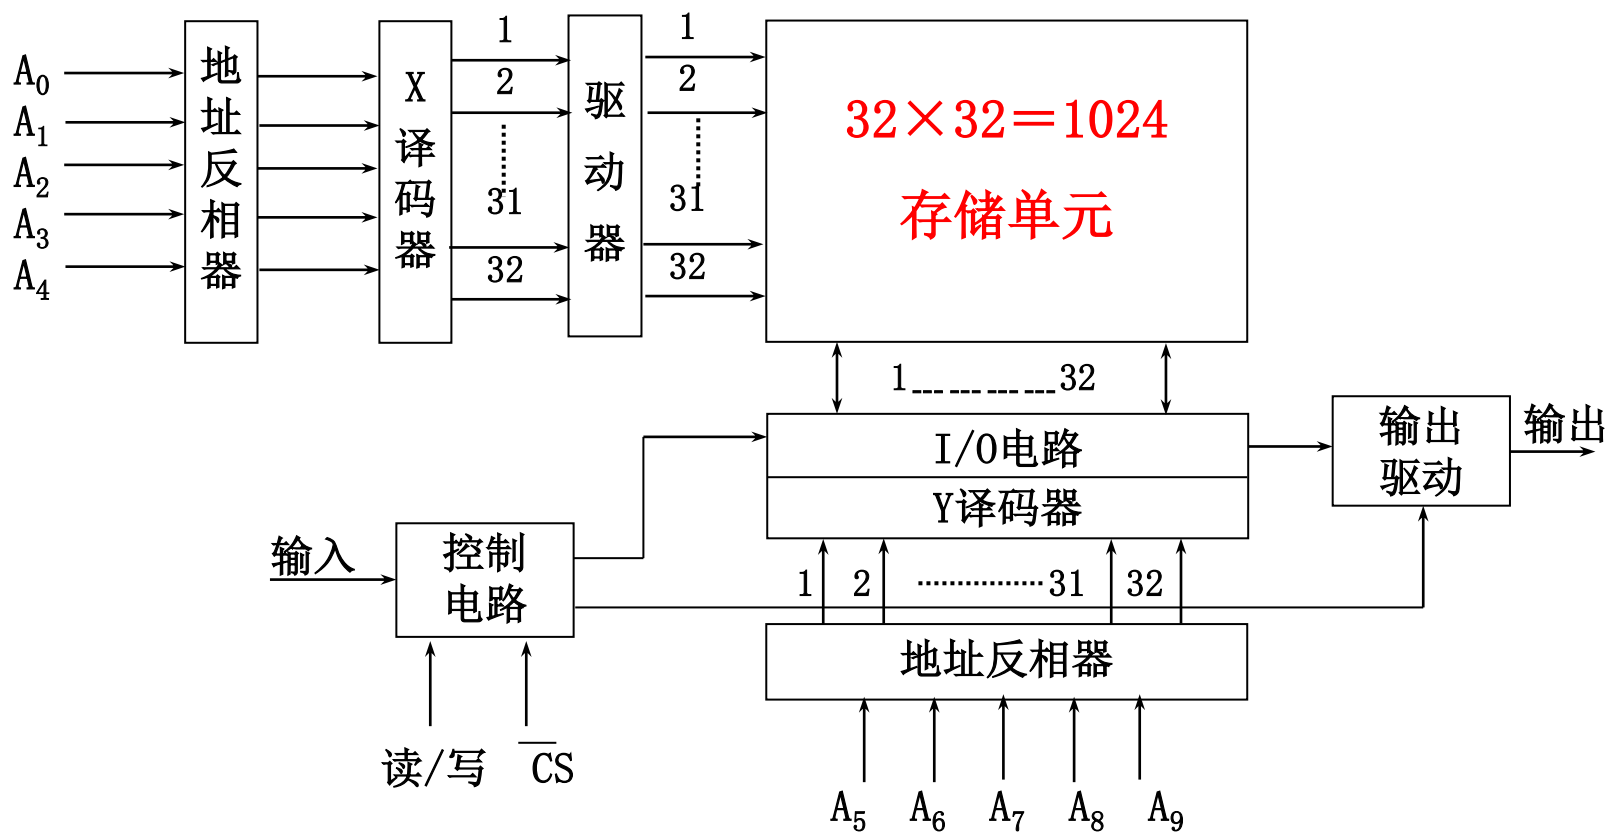 A0
A1
A2
A3
A4
地址反相器
X译码器
1
2
31
32
驱动器
1
2
31
32
32×32＝1024
存储单元
1
32
I/O电路
Y译码器
输出
驱动
输出
输入
控制
电路
1
2
31
32
地址反相器
读/写
C̅S̅
A5
A6
A7
A8
A9